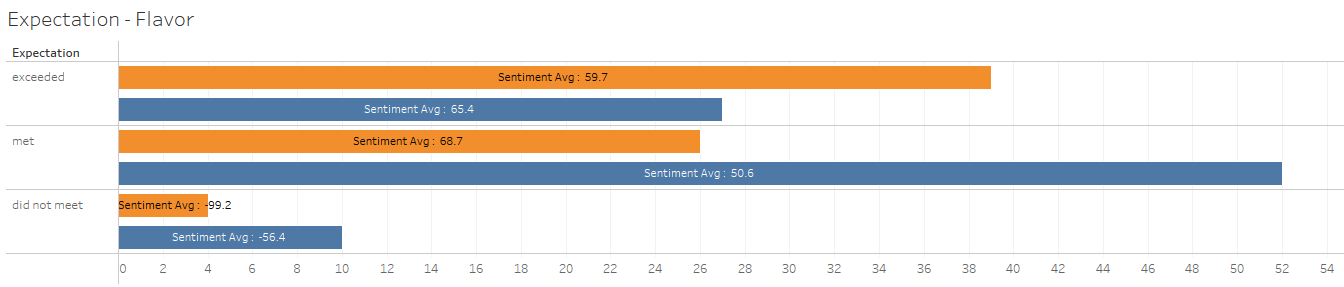 Expectation - Flavor
Expectation
exceeded
Sentiment Avg : 59.7
Sentiment Avg : 65.4
met
Sentiment Avg : 68.7
Sentiment Avg : 50.6
did not meet
Sentiment Avg : -99.2
Sentiment Avg : -56.4
0 2 4 6 8 10 12 14 16 18 20 22 24 26 28 30 32 34 36 38 40 42 44 46 48 50 52 54